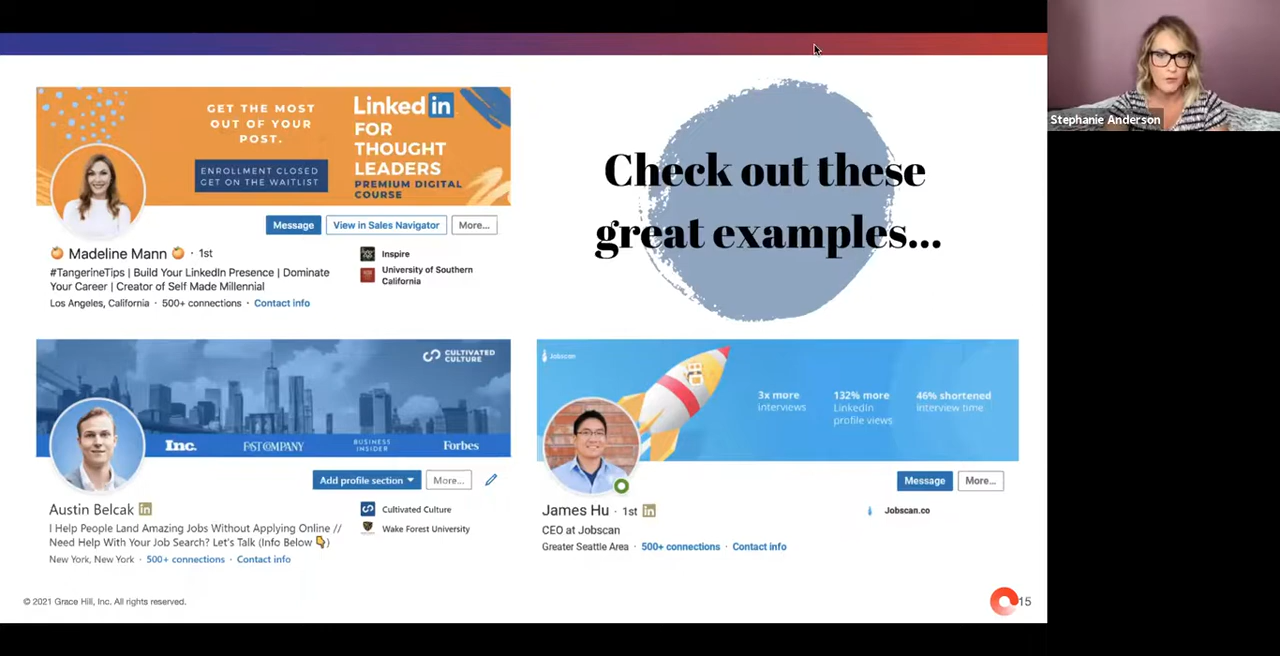 GET THE MOST
OUT OF YOUR
POST.
ENROLLMENT CLOSED
GET ON THE WAITLIST
Linked in
FOR
THOUGHT
LEADERS
PREMIUM DIGITAL
COURSE
Message
View in Sales Navigator
More...
🍊 Madeline Mann 🍊 · 1st
#TangerineTips | Build Your LinkedIn Presence | Dominate
Your Career | Creator of Self Made Millennial
Los Angeles, California · 500+ connections · Contact info
Inspire
University of Southern
California
Check out these
great examples...
CULTIVATED
CULTURE
Inc.
FAST COMPANY
BUSINESS
INSIDER
Forbes
Add profile section
More...
Austin Belcak in
I Help People Land Amazing Jobs Without Applying Online //
Need Help With Your Job Search? Let's Talk (Info Below 👇)
New York, New York · 500+ connections · Contact info
Cultivated Culture
Wake Forest University
Jobscan
3x more
interviews
132% more
LinkedIn
profile views
46% shortened
interview time
Message
More...
James Hu · 1st in
CEO at Jobscan
Greater Seattle Area · 500+ connections · Contact info
Jobscan.co
© 2021 Grace Hill, Inc. All rights reserved.
15
Stephanie Anderson